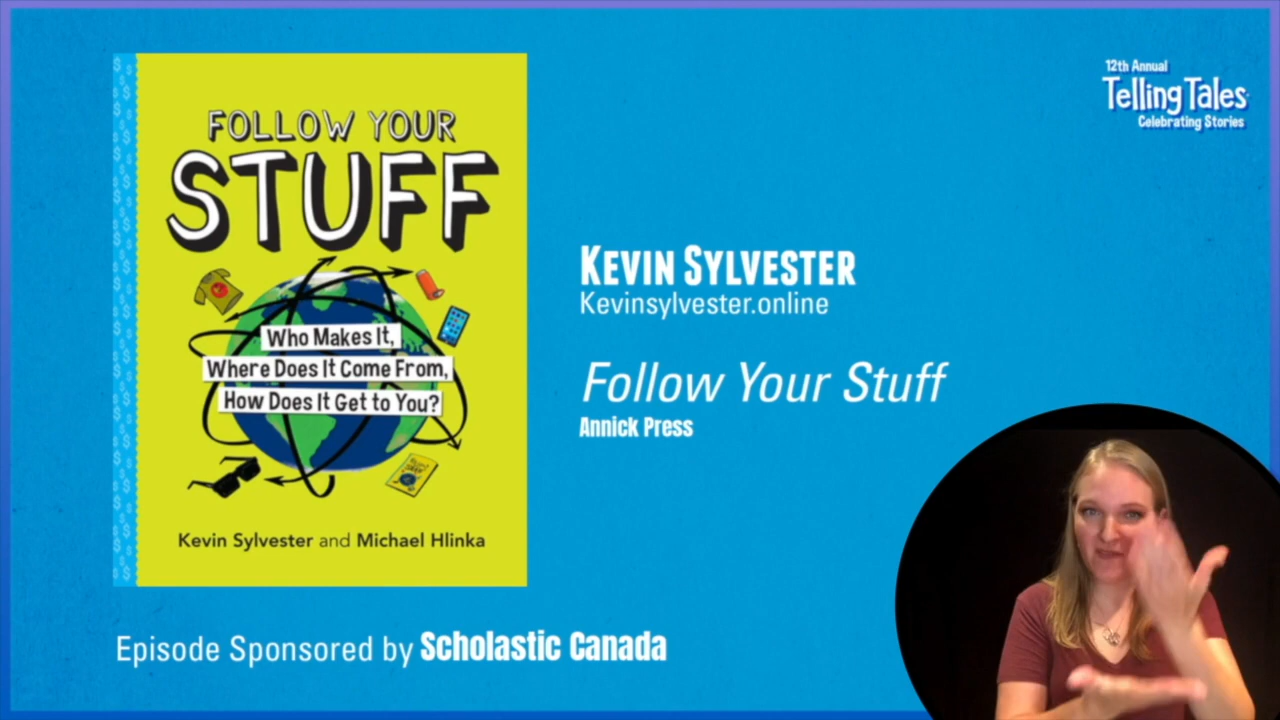 12th Annual
Telling Tales
Celebrating Stories
FOLLOW YOUR
STUFF
Who Makes It,
Where Does It Come From,
How Does It Get to You?
Kevin Sylvester and Michael Hlinka
Kevin Sylvester
Kevinsylvester.online
Follow Your Stuff
Annick Press
Episode Sponsored by Scholastic Canada